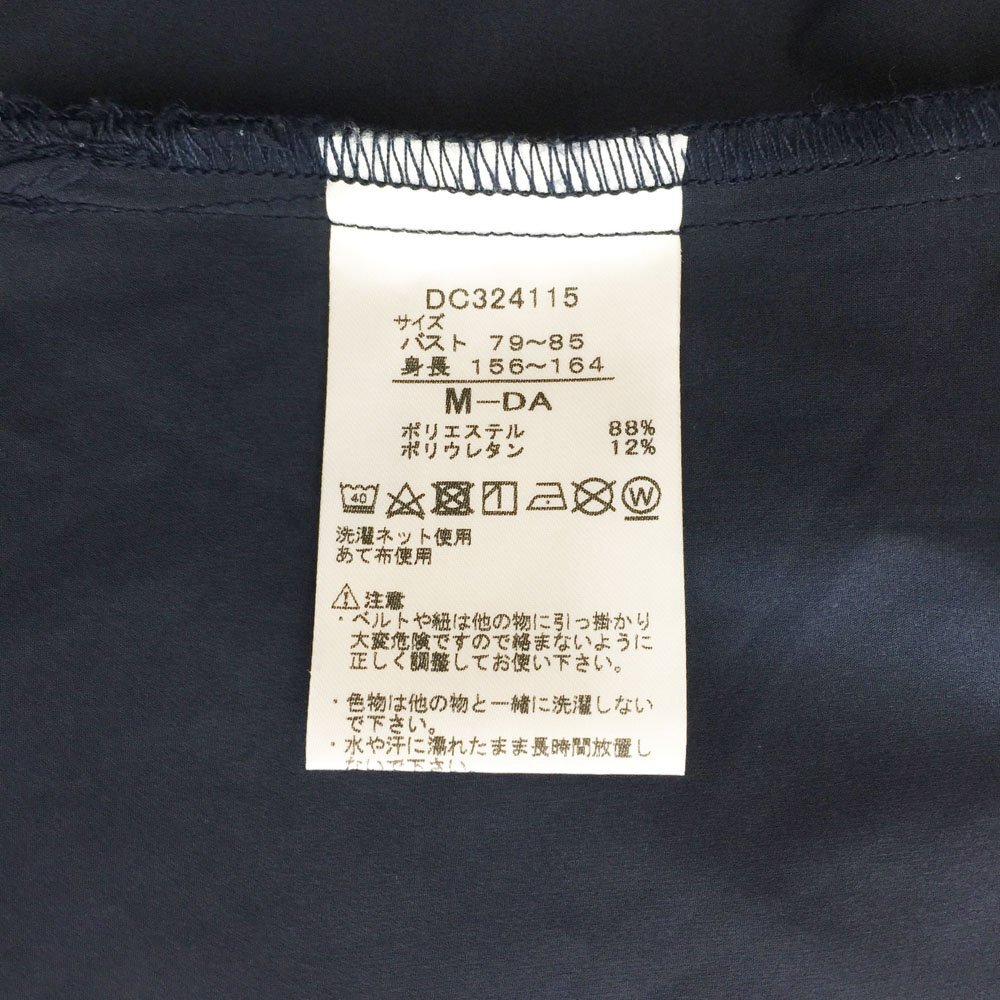 DC324115
サイズ
バスト 79～85
身長 156～164
M－DA
ポリエステル 88%
ポリウレタン 12%
40 W
洗濯ネット使用
あて布使用
注意
・ベルトや紐は他の物に引っ掛かり
大変危険ですので絡まないように
正しく調整してお使い下さい。
・色物は他の物と一緒に洗濯しない
で下さい。
・水や汗に濡れたまま長時間放置し
ないで下さい。